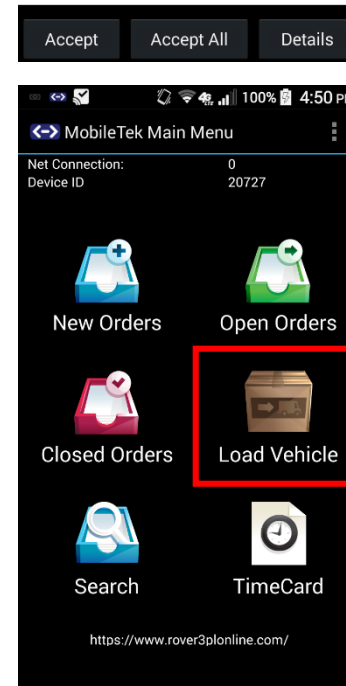 Accept Accept All Details
4G 100% 4:50 P
MobileTek Main Menu
Net Connection: 0
Device ID 20727
New Orders Open Orders
Closed Orders Load Vehicle
Search TimeCard
https://www.rover3plonline.com/